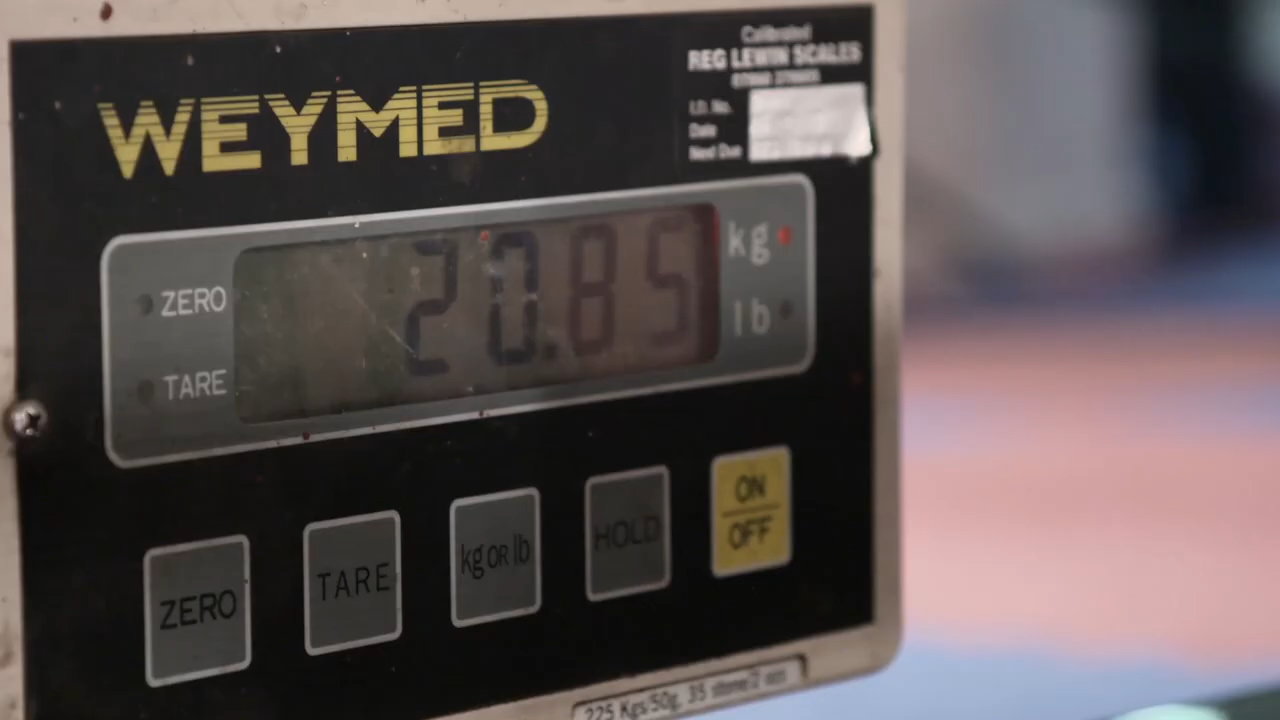 Calibrated
REG LEWIN SCALES
WEYMED
I.D. No.
Date
Next Due
ZERO
TARE
20.85
kg
lb
ZERO
TARE
kg OR lb
HOLD
ON
OFF
225 Kgs/50g, 35 stone/2